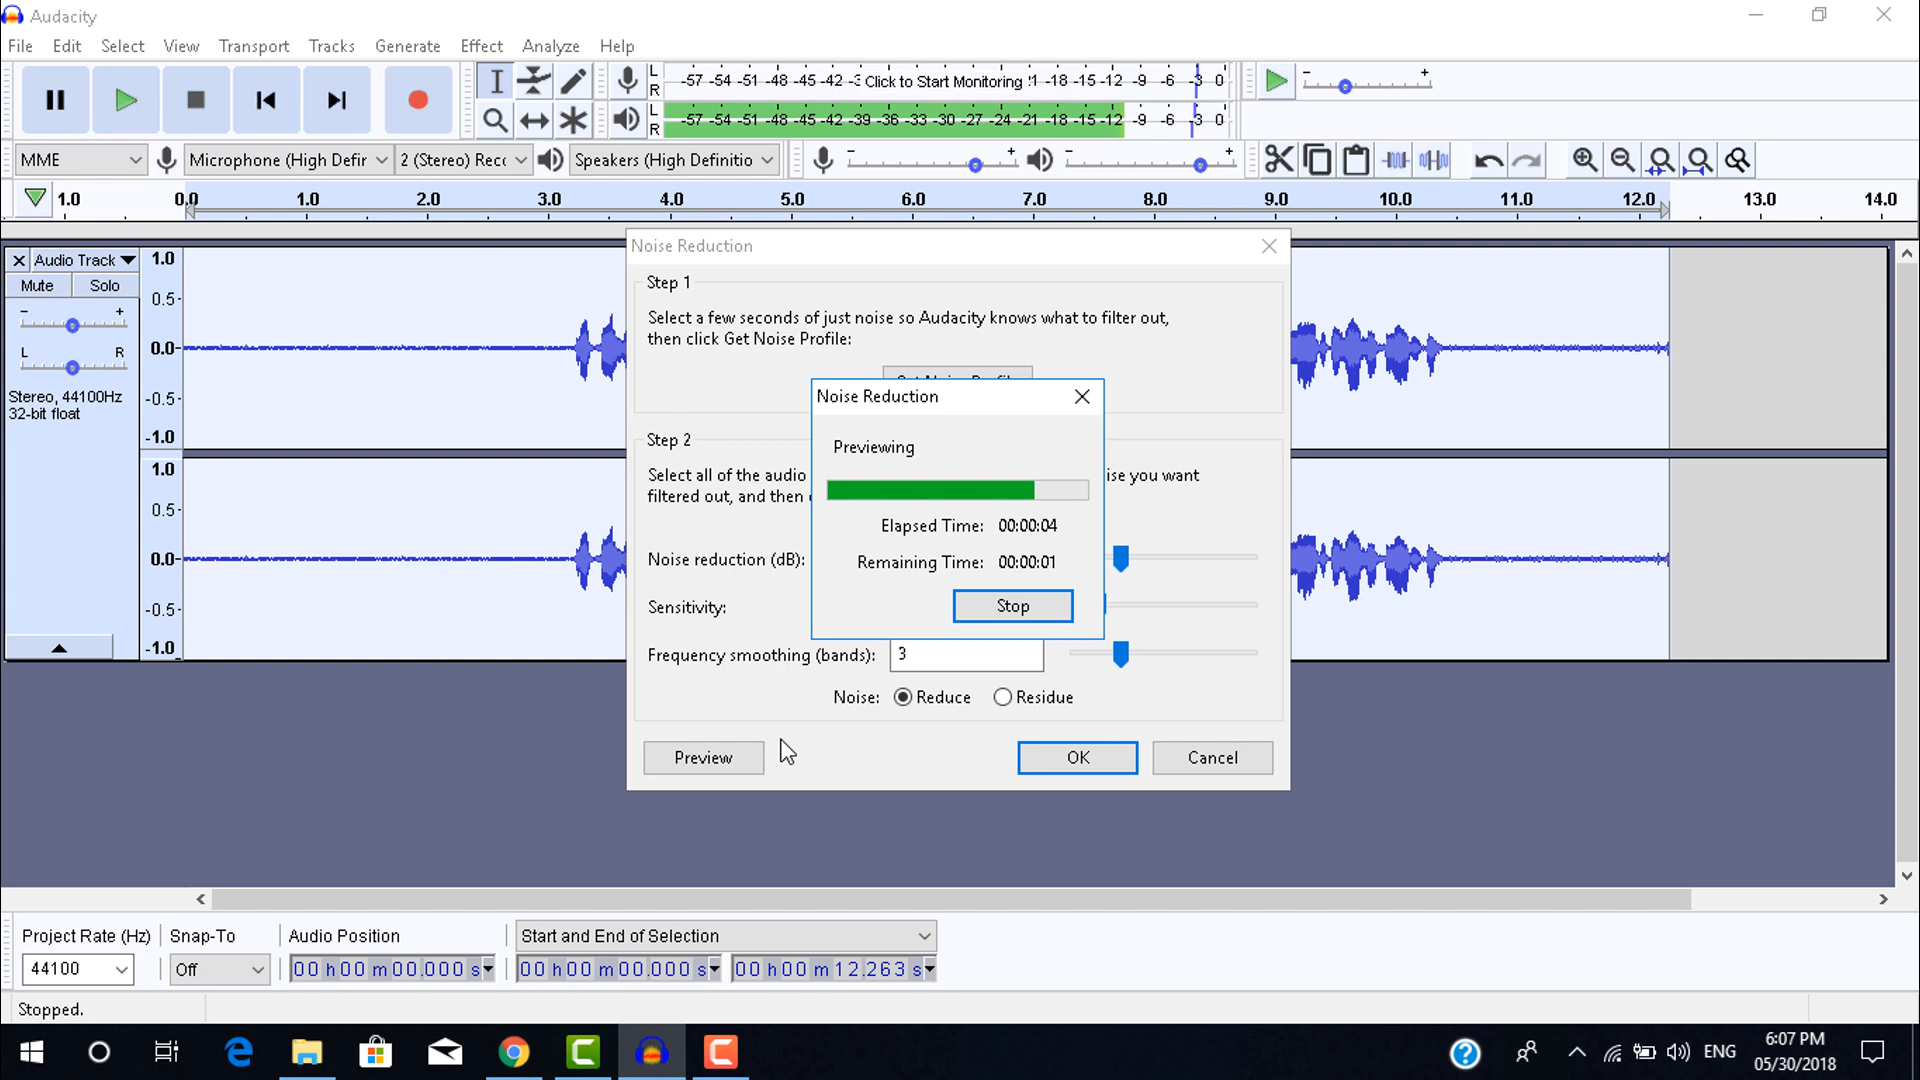 Audacity
File Edit Select View Transport Tracks Generate Effect Analyze Help
L
R
-57 -54 -51 -48 -45 -42 -3 Click to Start Monitoring !1 -18 -15 -12 -9 -6 -3 0
- +
L
R
-57 -54 -51 -48 -45 -42 -39 -36 -33 -30 -27 -24 -21 -18 -15 -12 -9 -6 -3 0
MME
Microphone (High Defir
2 (Stereo) Recc
Speakers (High Definitio
- +
- +
1.0 0.0 1.0 2.0 3.0 4.0 5.0 6.0 7.0 8.0 9.0 10.0 11.0 12.0 13.0 14.0
Audio Track
Mute Solo
- +
L R
Stereo, 44100Hz
32-bit float
1.0
0.5
0.0
-0.5
-1.0
1.0
0.5
0.0
-0.5
-1.0
Noise Reduction
Step 1
Select a few seconds of just noise so Audacity knows what to filter out,
then click Get Noise Profile:
Step 2
Select all of the audio
ise you want
filtered out, and then
Noise reduction (dB):
Sensitivity:
Frequency smoothing (bands): 3
Noise: Reduce Residue
Preview OK Cancel
Noise Reduction
Previewing
Elapsed Time: 00:00:04
Remaining Time: 00:00:01
Stop
Project Rate (Hz) Snap-To Audio Position Start and End of Selection
44100 Off 00 h 00 m 00.000 s 00 h 00 m 00.000 s 00 h 00 m 12.263 s
Stopped.
ENG
6:07 PM
05/30/2018